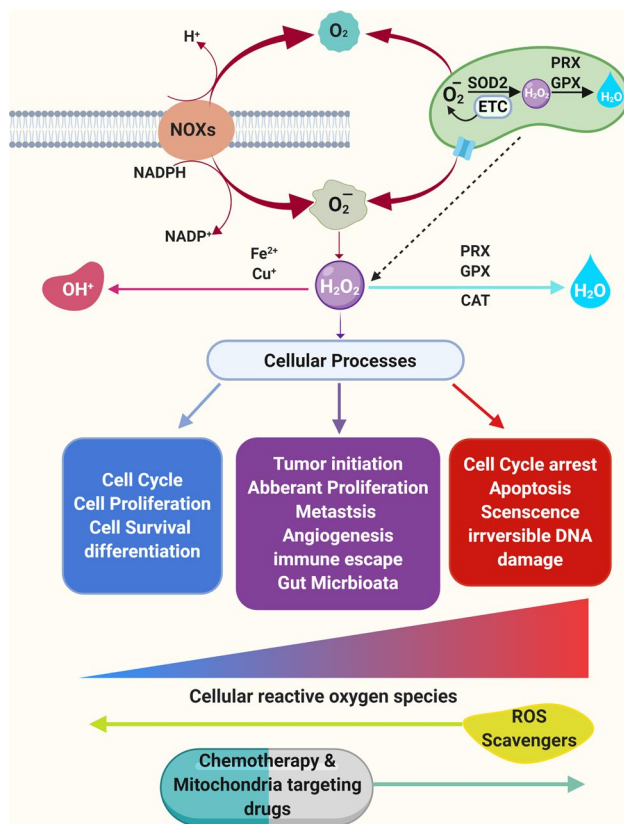 H⁺
O₂
NOXs
NADPH
NADP⁺
O₂⁻
SOD2
ETC
H₂O₂
PRX
GPX
H₂O
O₂⁻
Fe²⁺
Cu⁺
OH⁺
H₂O₂
PRX
GPX
CAT
H₂O
Cellular Processes
Cell Cycle
Cell Proliferation
Cell Survival
differentiation
Tumor initiation
Abberant Proliferation
Metastsis
Angiogenesis
immune escape
Gut Micrbioata
Cell Cycle arrest
Apoptosis
Scenscence
irrversible DNA
damage
Cellular reactive oxygen species
ROS
Scavengers
Chemotherapy &
Mitochondria targeting
drugs